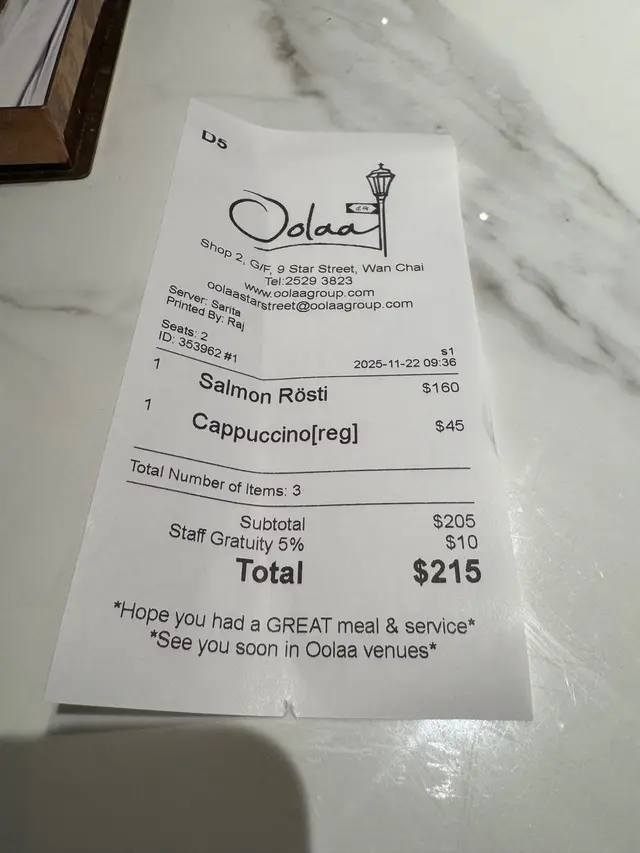 D5
Oolaa
Shop 2, G/F, 9 Star Street, Wan Chai
Tel:2529 3823
www.oolaagroup.com
oolaastarstreet@oolaagroup.com
Server: Sarita
Printed By: Raj
Seats: 2
ID: 353962 #1
s1
2025-11-22 09:36
1 Salmon Rösti $160
1 Cappuccino[reg] $45
Total Number of Items: 3
Subtotal $205
Staff Gratuity 5% $10
Total $215
*Hope you had a GREAT meal & service*
*See you soon in Oolaa venues*